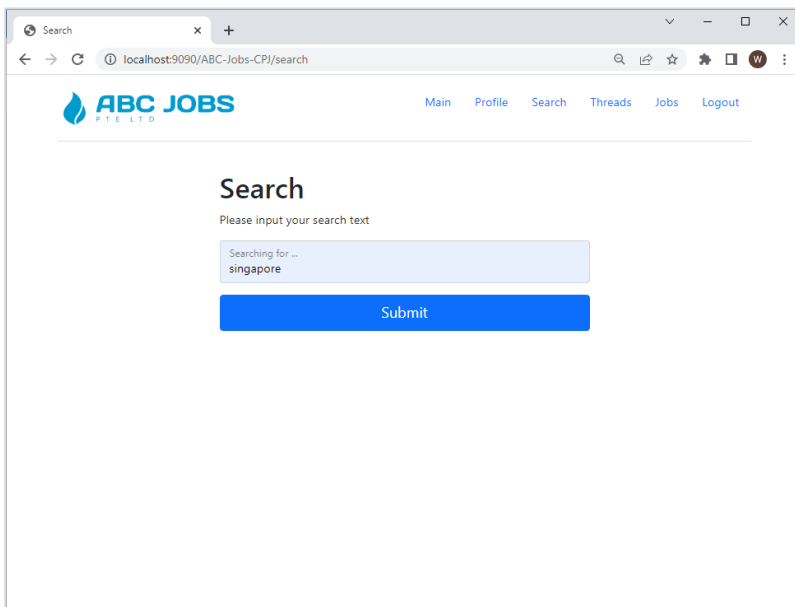 Search
localhost:9090/ABC-Jobs-CPJ/search
W
ABC JOBS
PTE LTD
Main Profile Search Threads Jobs Logout
Search
Please input your search text
Searching for ...
singapore
Submit